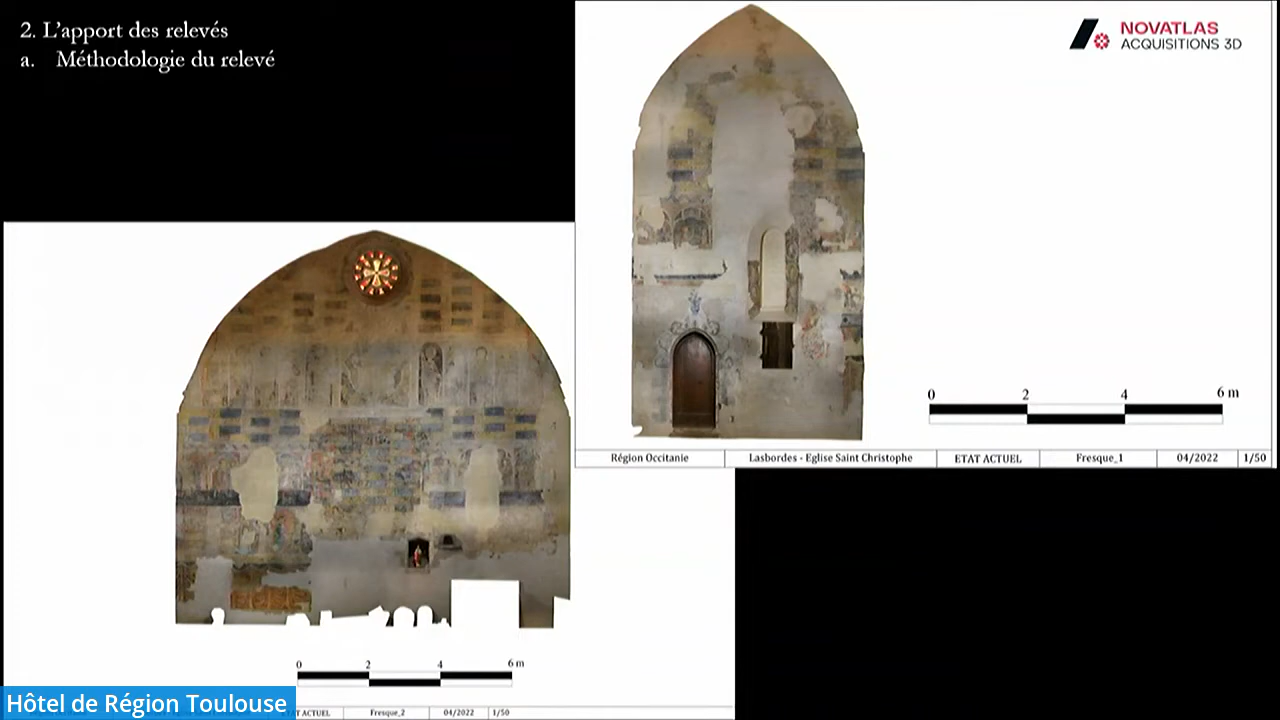 2. L'apport des relevés
a. Méthodologie du relevé
NOVATLAS
ACQUISITIONS 3D
0 2 4 6 m
Région Occitanie Lasbordes - Eglise Saint Christophe ETAT ACTUEL Fresque_1 04/2022 1/50
0 2 4 6 m
Hôtel de Région Toulouse
ETAT ACTUEL Fresque_2 04/2022 1/50